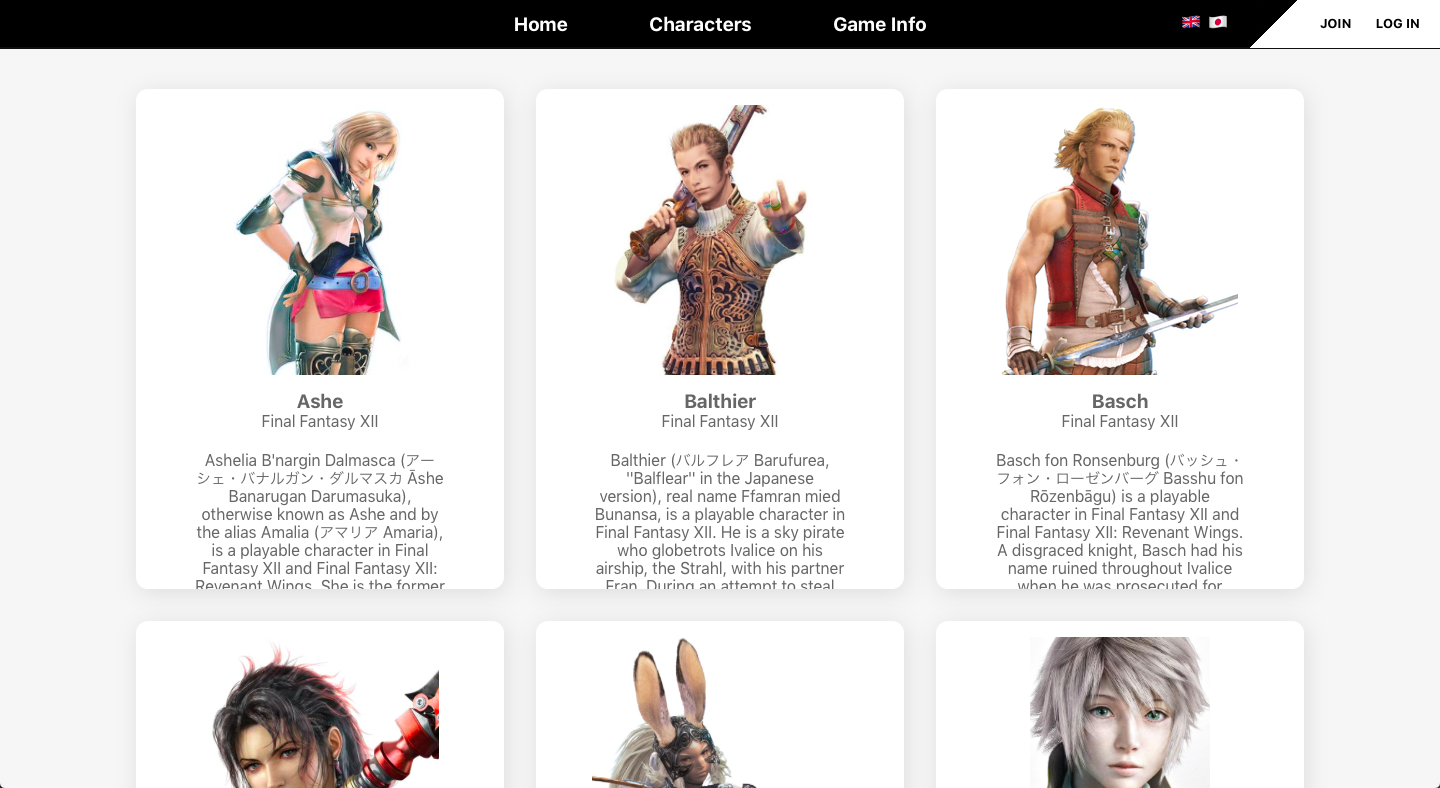 Home
Characters
Game Info
JOIN
LOG IN
Ashe
Final Fantasy XII
Ashelia B'nargin Dalmasca (アー
シェ・バナルガン・ダルマスカ Āshe
Banarugan Darumasuka),
otherwise known as Ashe and by
the alias Amalia (アマリア Amaria),
is a playable character in Final
Fantasy XII and Final Fantasy XII:
Revenant Wings. She is the former
Balthier
Final Fantasy XII
Balthier (バルフレア Barufurea,
"Balflear" in the Japanese
version), real name Ffamran mied
Bunansa, is a playable character in
Final Fantasy XII. He is a sky pirate
who globetrots Ivalice on his
airship, the Strahl, with his partner
Fran. During an attempt to steal
Basch
Final Fantasy XII
Basch fon Ronsenburg (バッシュ・
フォン・ローゼンバーグ Basshu fon
Rōzenbāgu) is a playable
character in Final Fantasy XII and
Final Fantasy XII: Revenant Wings.
A disgraced knight, Basch had his
name ruined throughout Ivalice
when he was prosecuted for